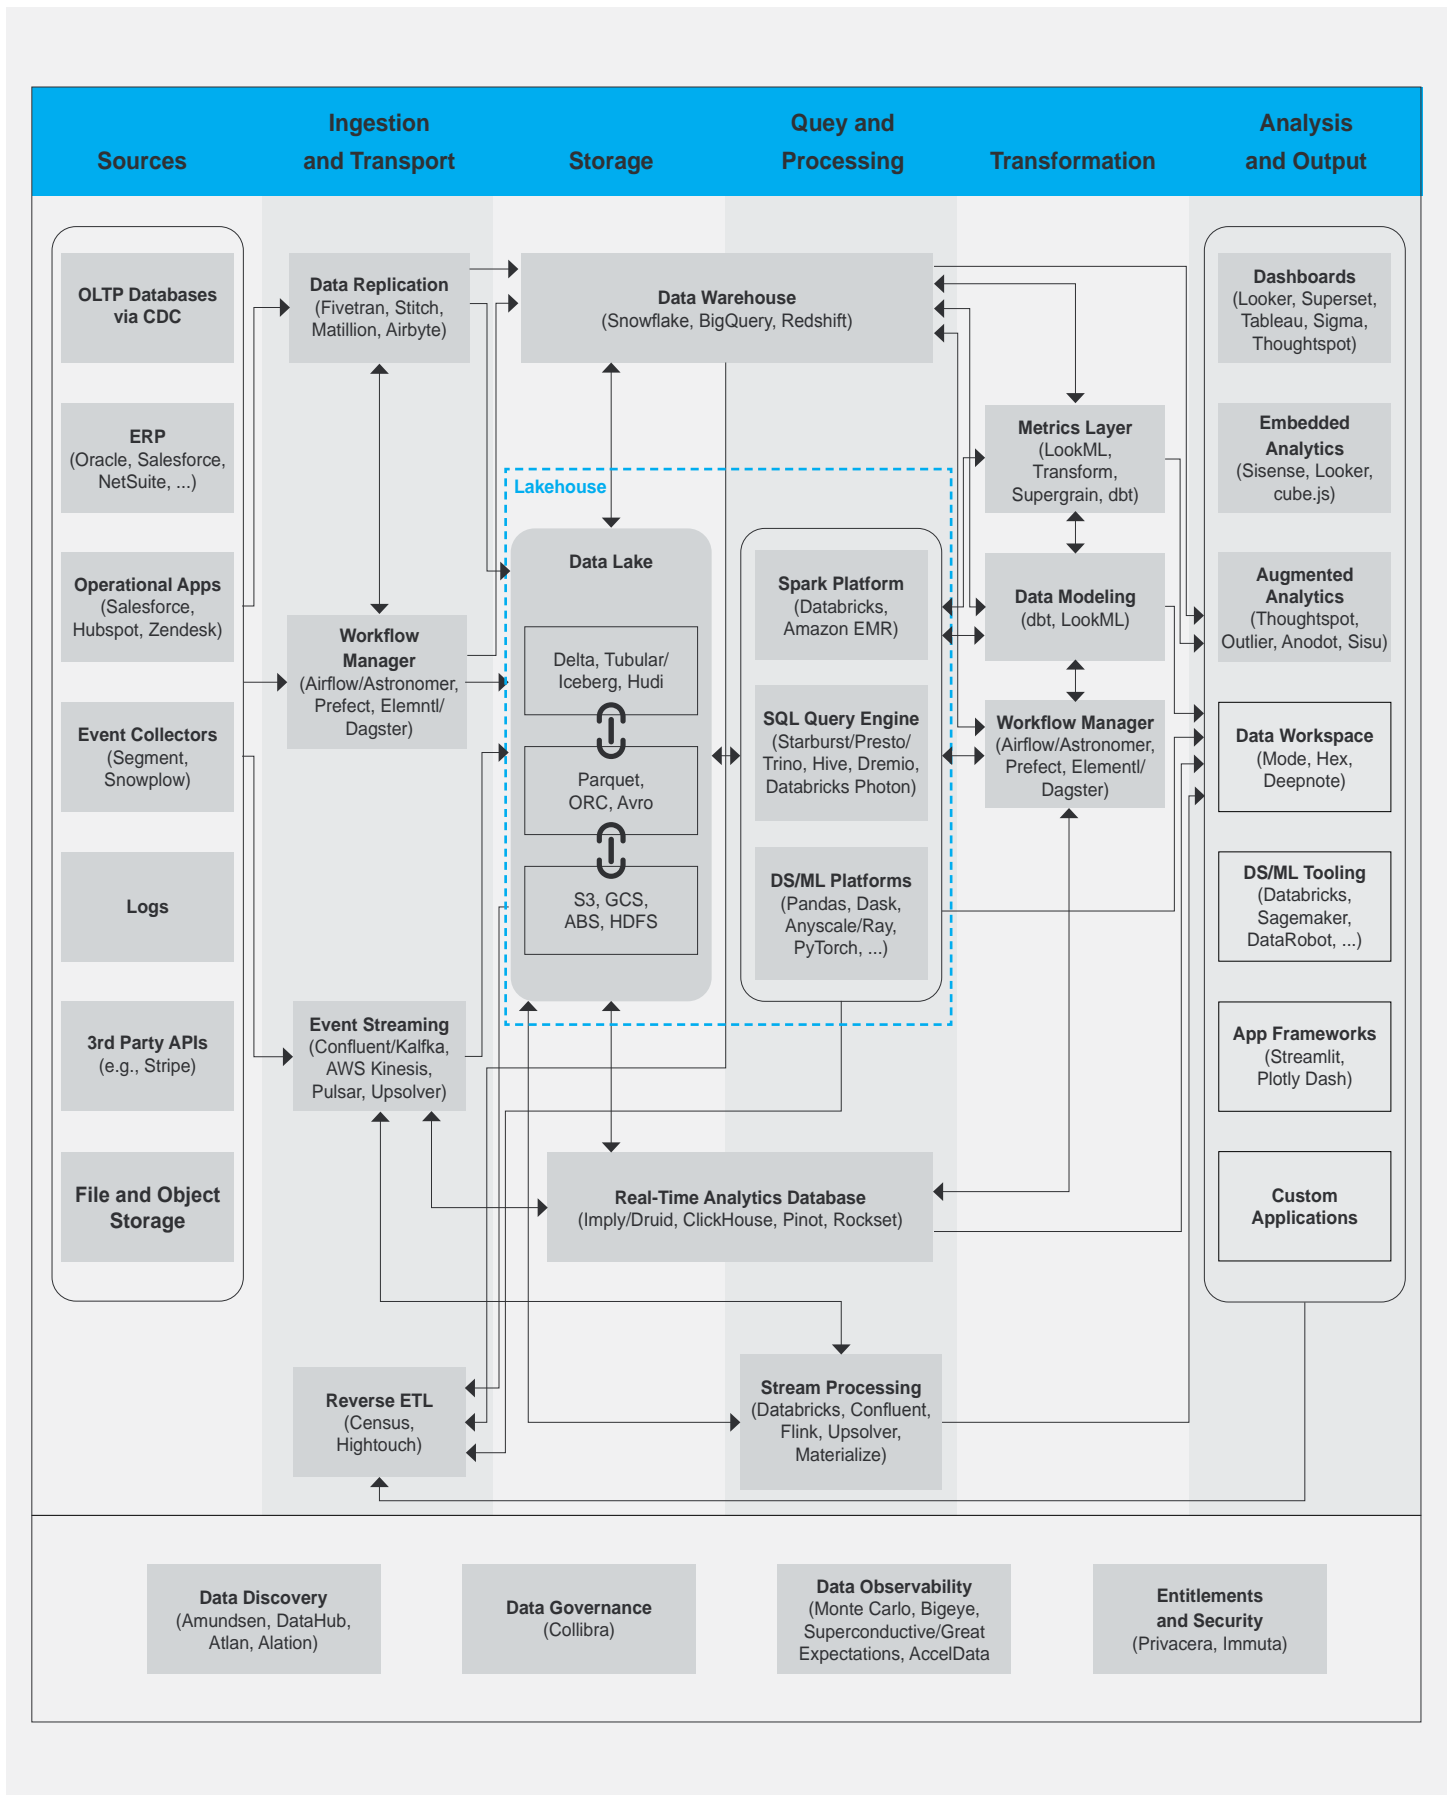 Sources
Ingestion
and Transport
Storage
Quey and
Processing
Transformation
Analysis
and Output
OLTP Databases
via CDC
ERP
(Oracle, Salesforce,
NetSuite, ...)
Operational Apps
(Salesforce,
Hubspot, Zendesk)
Event Collectors
(Segment,
Snowplow)
Logs
3rd Party APIs
(e.g., Stripe)
File and Object
Storage
Data Replication
(Fivetran, Stitch,
Matillion, Airbyte)
Workflow
Manager
(Airflow/Astronomer,
Prefect, Elemntl/
Dagster)
Event Streaming
(Confluent/Kalfka,
AWS Kinesis,
Pulsar, Upsolver)
Reverse ETL
(Census,
Hightouch)
Data Warehouse
(Snowflake, BigQuery, Redshift)
Lakehouse
Data Lake
Delta, Tubular/
Iceberg, Hudi
Parquet,
ORC, Avro
S3, GCS,
ABS, HDFS
Spark Platform
(Databricks,
Amazon EMR)
SQL Query Engine
(Starburst/Presto/
Trino, Hive, Dremio,
Databricks Photon)
DS/ML Platforms
(Pandas, Dask,
Anyscale/Ray,
PyTorch, ...)
Real-Time Analytics Database
(Imply/Druid, ClickHouse, Pinot, Rockset)
Stream Processing
(Databricks, Confluent,
Flink, Upsolver,
Materialize)
Metrics Layer
(LookML,
Transform,
Supergrain, dbt)
Data Modeling
(dbt, LookML)
Workflow Manager
(Airflow/Astronomer,
Prefect, Elementl/
Dagster)
Dashboards
(Looker, Superset,
Tableau, Sigma,
Thoughtspot)
Embedded
Analytics
(Sisense, Looker,
cube.js)
Augmented
Analytics
(Thoughtspot,
Outlier, Anodot, Sisu)
Data Workspace
(Mode, Hex,
Deepnote)
DS/ML Tooling
(Databricks,
Sagemaker,
DataRobot, ...)
App Frameworks
(Streamlit,
Plotly Dash)
Custom
Applications
Data Discovery
(Amundsen, DataHub,
Atlan, Alation)
Data Governance
(Collibra)
Data Observability
(Monte Carlo, Bigeye,
Superconductive/Great
Expectations, AccelData
Entitlements
and Security
(Privacera, Immuta)